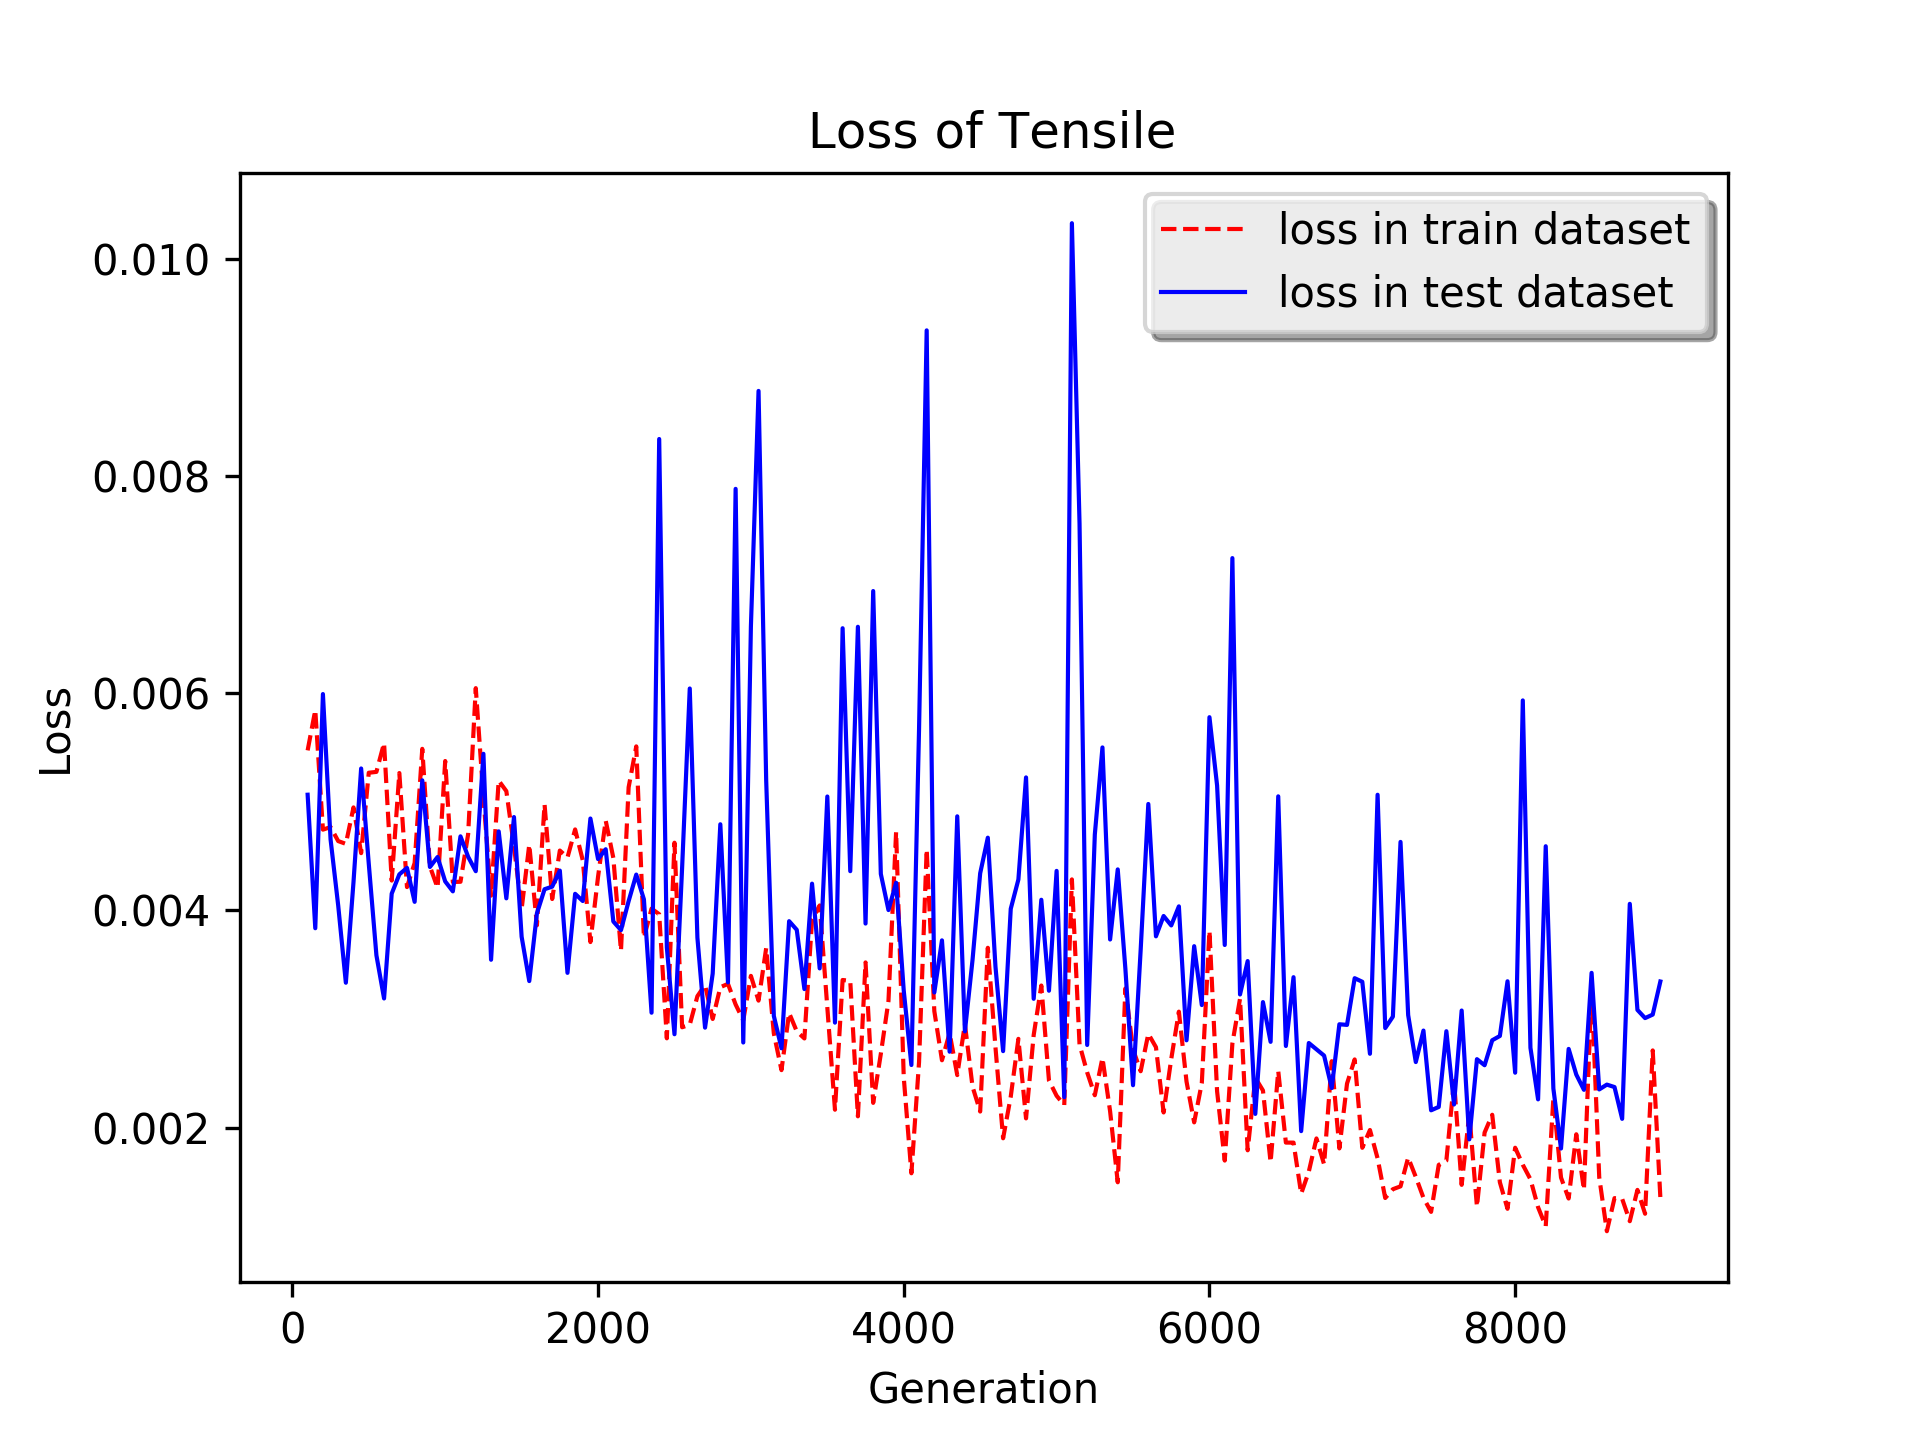 Loss of Tensile
loss in train dataset
loss in test dataset
0.010
0.008
0.006
0.004
0.002
Loss
0 2000 4000 6000 8000
Generation